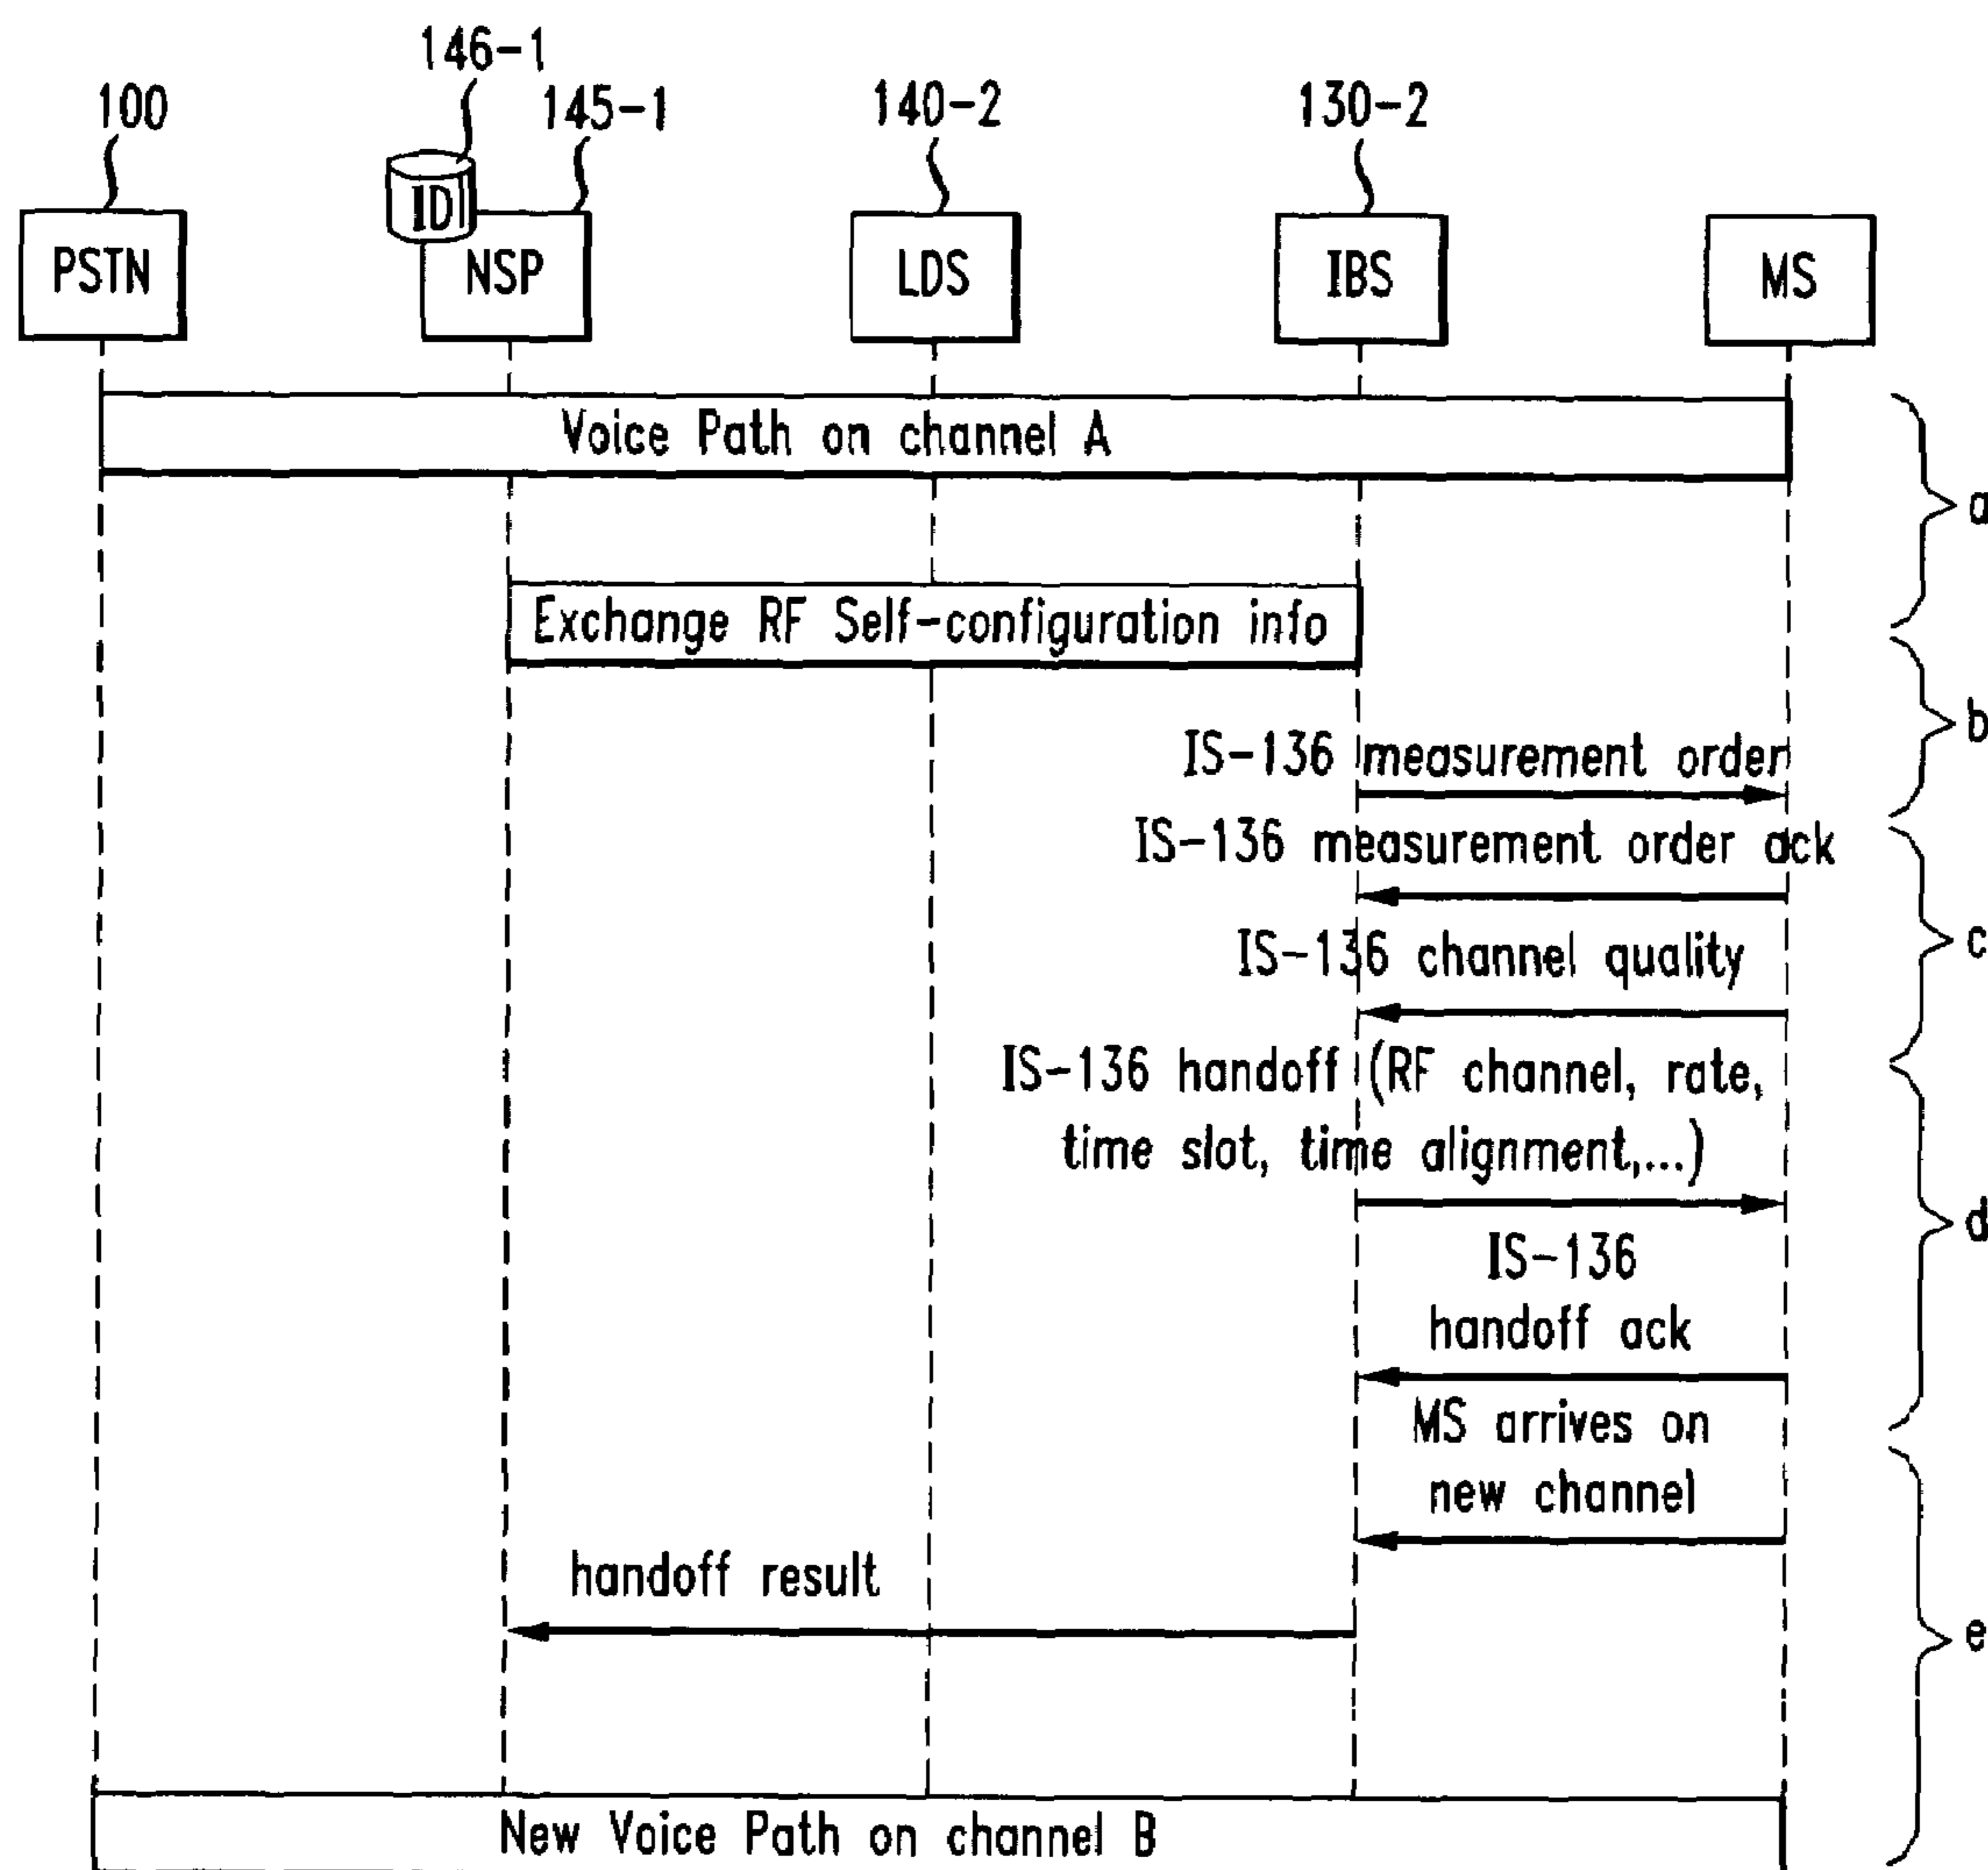 146-1
100
145-1
140-2
130-2
ID
PSTN
NSP
LDS
IBS
MS
Voice Path on channel A
a
Exchange RF Self-configuration info
b
IS-136 measurement order
IS-136 measurement order ack
c
IS-136 channel quality
IS-136 handoff (RF channel, rate,
time slot, time alignment,...)
d
IS-136
handoff ack
MS arrives on
new channel
handoff result
e
New Voice Path on channel B